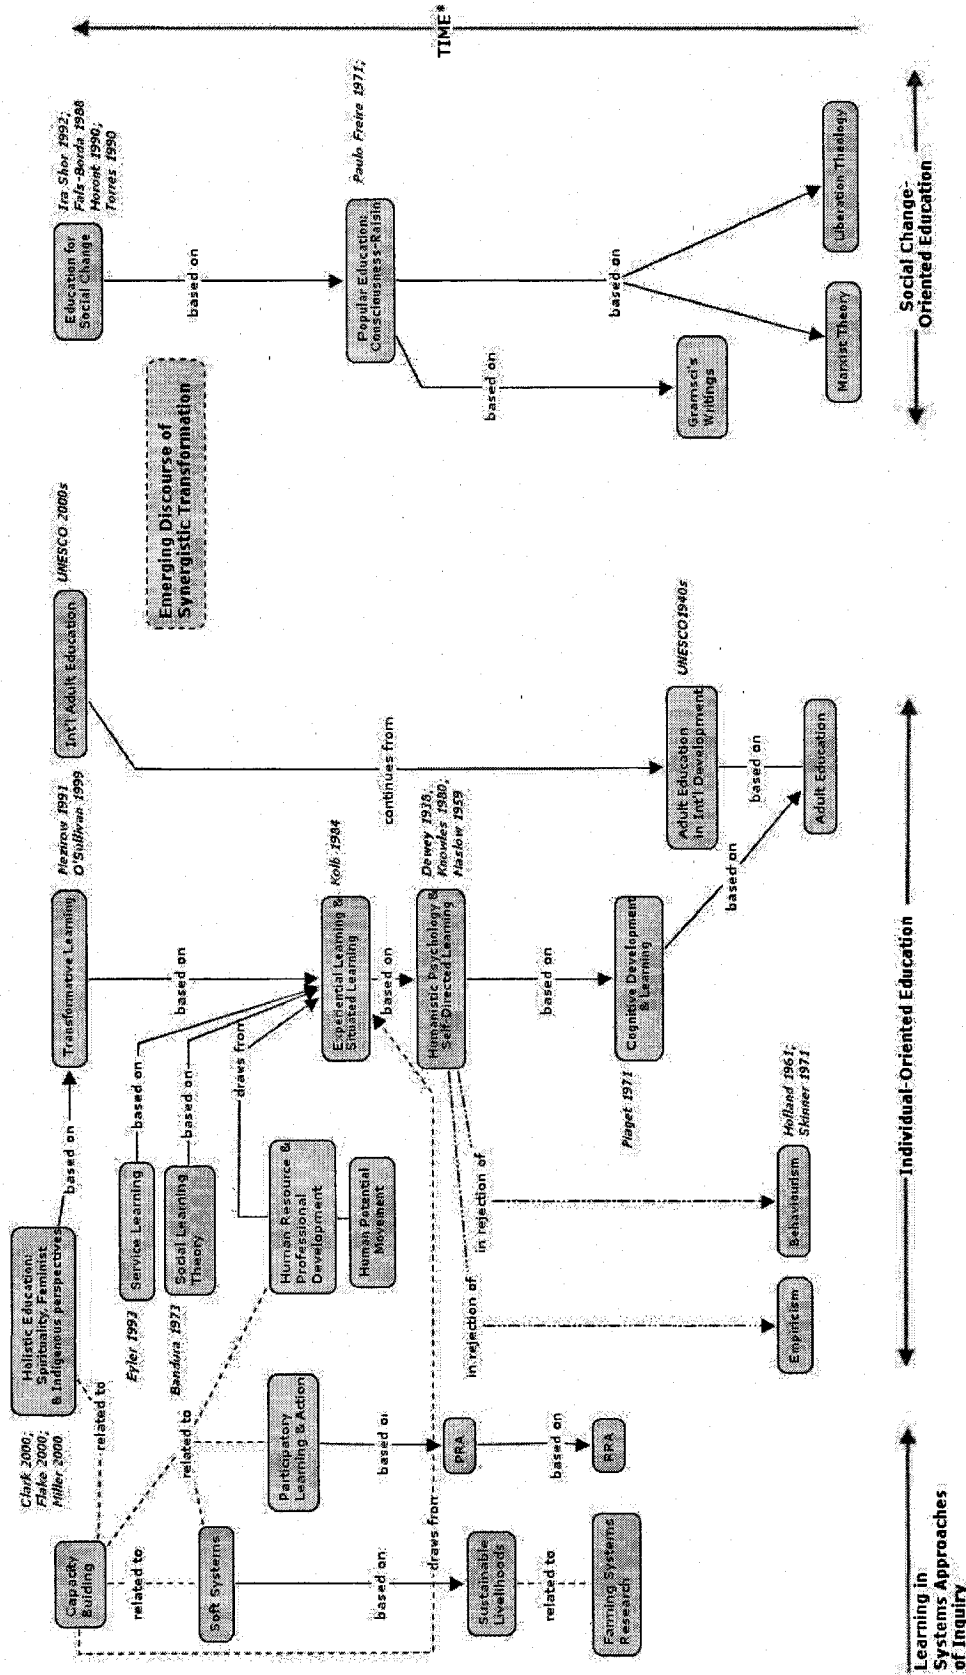 Clark 2000;
Flake 2000;
Miller 2000
Holistic Education:
Spirituality, Feminist
& Indigenous perspectives
Capacity
Building
related to
based on
Transformative Learning
Mezirow 1991
O'Sullivan 1999
Int'l Adult Education
UNESCO 2000s
Education for
Social Change
Ira Shor 1992;
Fals-Borda 1988
Horont 1990;
Torres 1990
TIME*
Eyler 1993
Service Learning
based on
related to
Bandura 1973
Social Learning
Theory
based on
based on
Emerging Discourse of
Synergistic Transformation
based on
Soft Systems
related to
draws from
Participatory
Learning & Action
Human Resource &
Professional
Development
Human Potential
Movement
Experiential Learning &
Situated Learning
Kolb 1984
Popular Education:
Consciousness-Raisin
Paulo Freire 1971;
based on
based on
based on
continues from
draws from
PRA
Humanistic Psychology &
Self-Directed Learning
Dewey 1938,
Knowles 1980;
Maslow 1959
Sustainable
Livelihoods
in rejection of
in rejection of
based on
related to
based on
based on
Farming Systems
Research
RRA
Piaget 1971
Cognitive Development
& Learning
based on
Adult Education
in Int'l Development
UNESCO 1940s
Gramsci's
Writings
based on
based on
Empiricism
Behaviourism
Holland 1961;
Skinner 1971
Adult Education
Marxist Theory
Liberation Theology
Learning in
Systems Approaches
of Inquiry
Individual-Oriented Education
Social Change-
Oriented Education